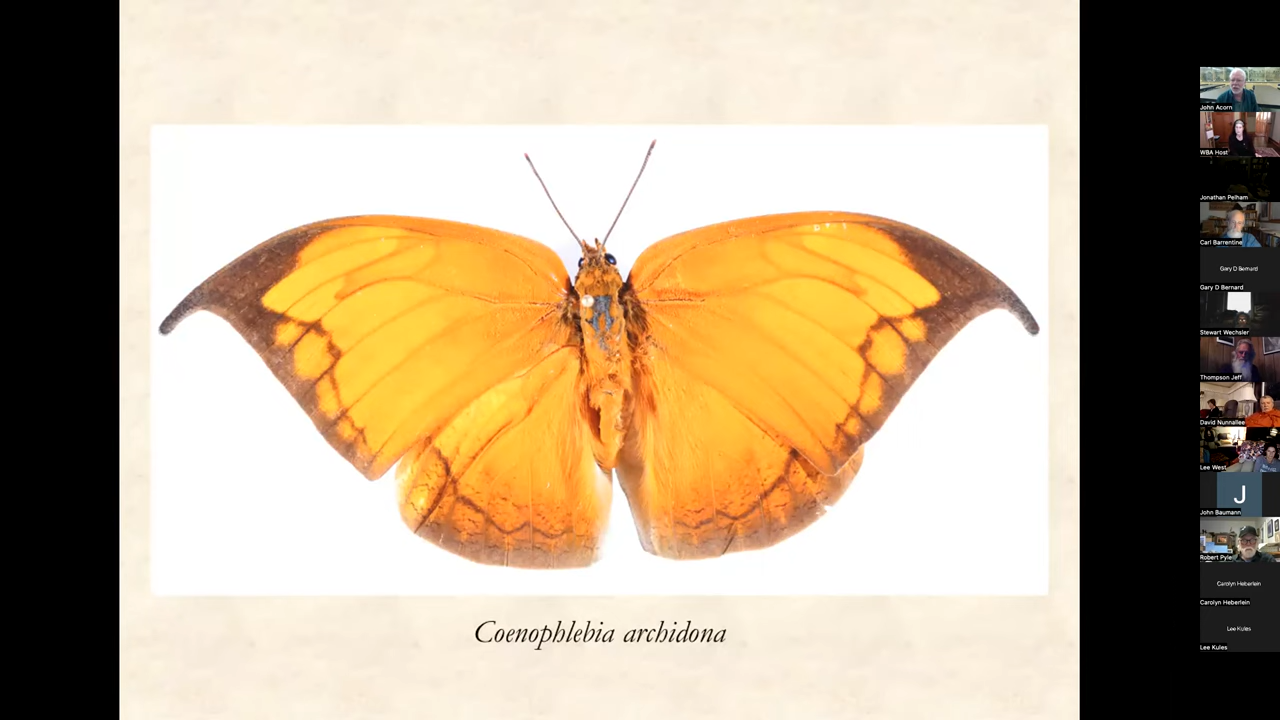 Coenophlebia archidona
John Acorn
WBA Host
Jonathan Pelham
Carl Barrentine
Gary D Bernard
Gary D Bernard
Stewart Wechsler
Thompson Jeff
David Nunnallee
Lee West
J
John Baumann
Robert Pyle
Carolyn Heberlein
Carolyn Heberlein
Lee Kules
Lee Kules